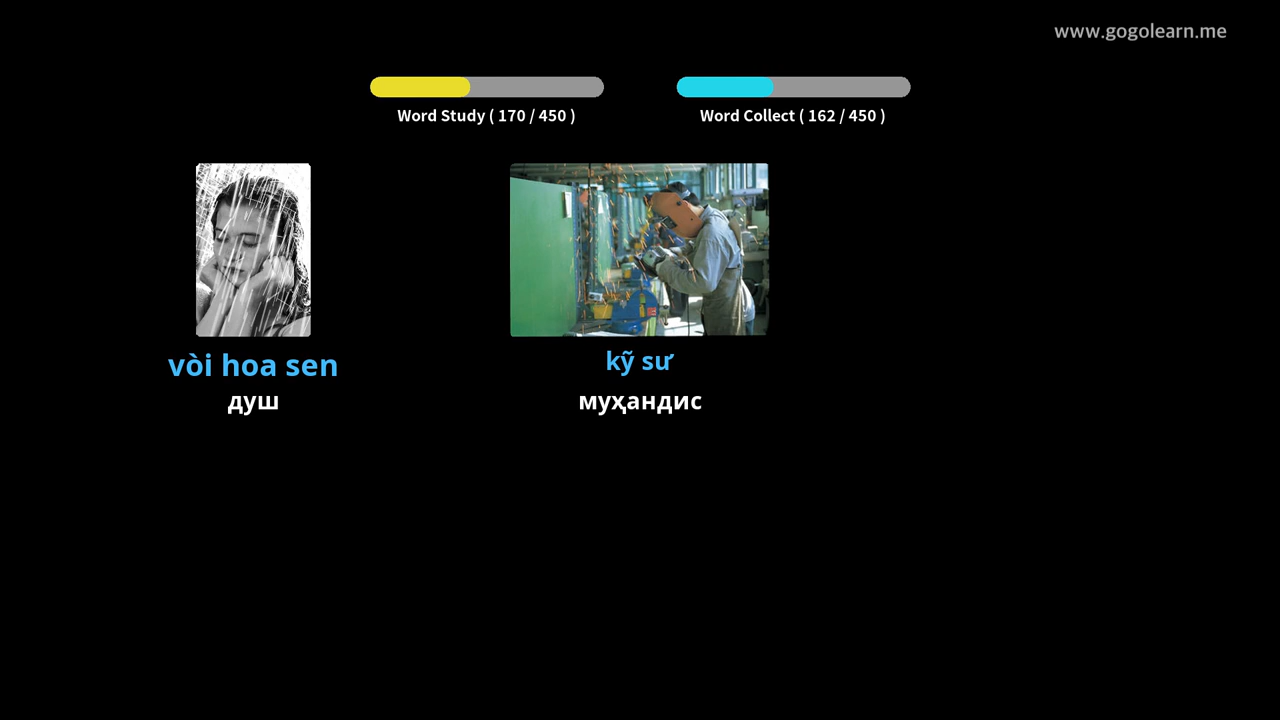 www.gogolearn.me
Word Study ( 170 / 450 )
Word Collect ( 162 / 450 )
vòi hoa sen
душ
kỹ sư
муҳандис